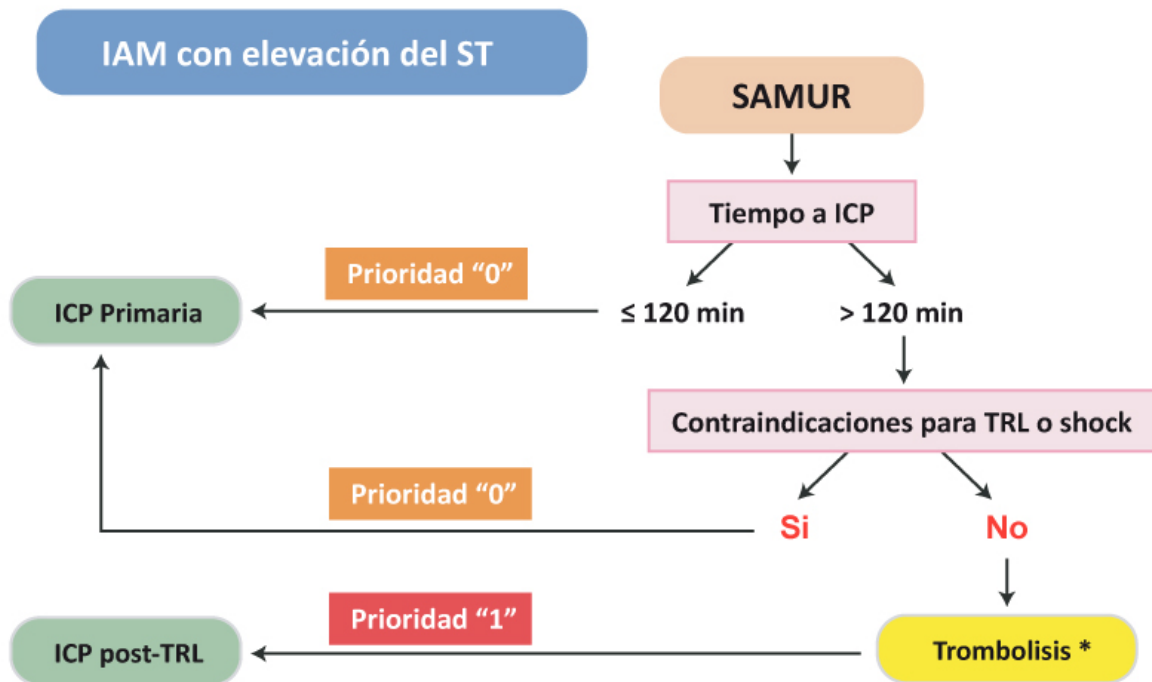 IAM con elevación del ST
SAMUR
Tiempo a ICP
Prioridad “0”
ICP Primaria
≤ 120 min
> 120 min
Contraindicaciones para TRL o shock
Prioridad “0”
Si
No
Prioridad “1”
ICP post-TRL
Trombolisis *